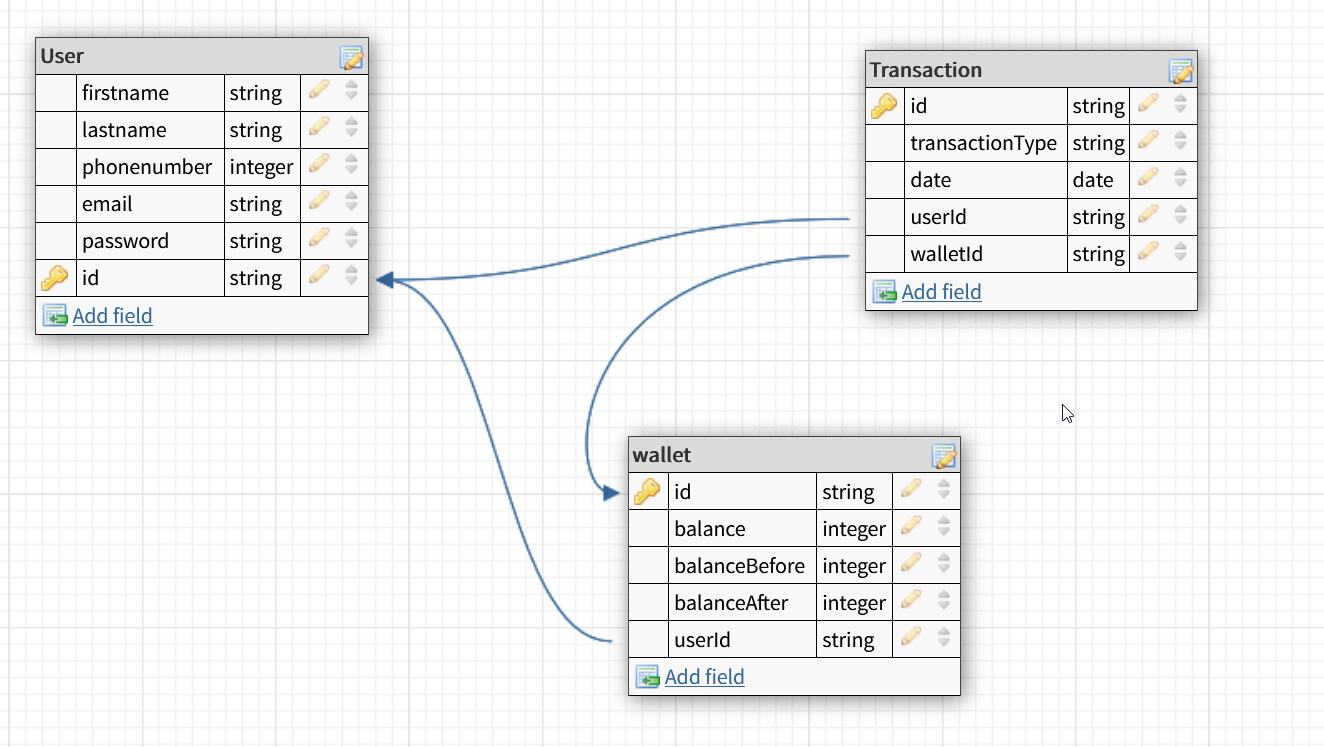 User
firstname string
lastname string
phonenumber integer
email string
password string
id string
Add field
Transaction
id string
transactionType string
date date
userId string
walletId string
Add field
wallet
id string
balance integer
balanceBefore integer
balanceAfter integer
userId string
Add field